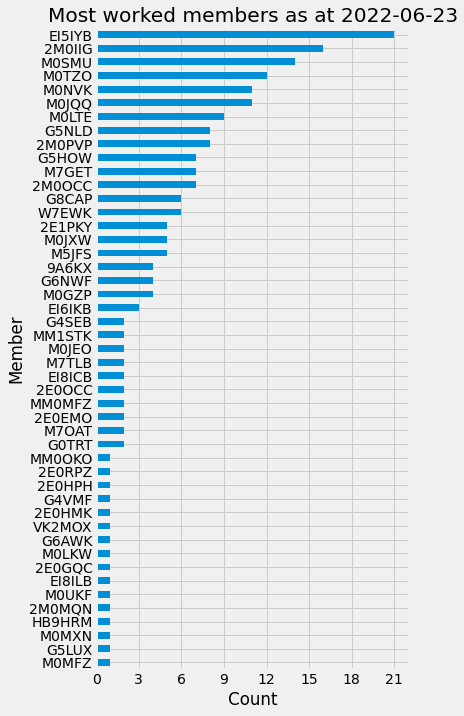 Most worked members as at 2022-06-23
EI5IYB
2M0IIG
M0SMU
M0TZO
M0NVK
M0JQQ
M0LTE
G5NLD
2M0PVP
G5HOW
M7GET
2M0OCC
G8CAP
W7EWK
2E1PKY
M0JXW
M5JFS
9A6KX
G6NWF
M0GZP
EI6IKB
G4SEB
MM1STK
M0JEO
M7TLB
EI8ICB
2E0OCC
MM0MFZ
2E0EMO
M7OAT
G0TRT
MM0OKO
2E0RPZ
2E0HPH
G4VMF
2E0HMK
VK2MOX
G6AWK
M0LKW
2E0GQC
EI8ILB
M0UKF
2M0MQN
HB9HRM
M0MXN
G5LUX
M0MFZ
Member
0 3 6 9 12 15 18 21
Count